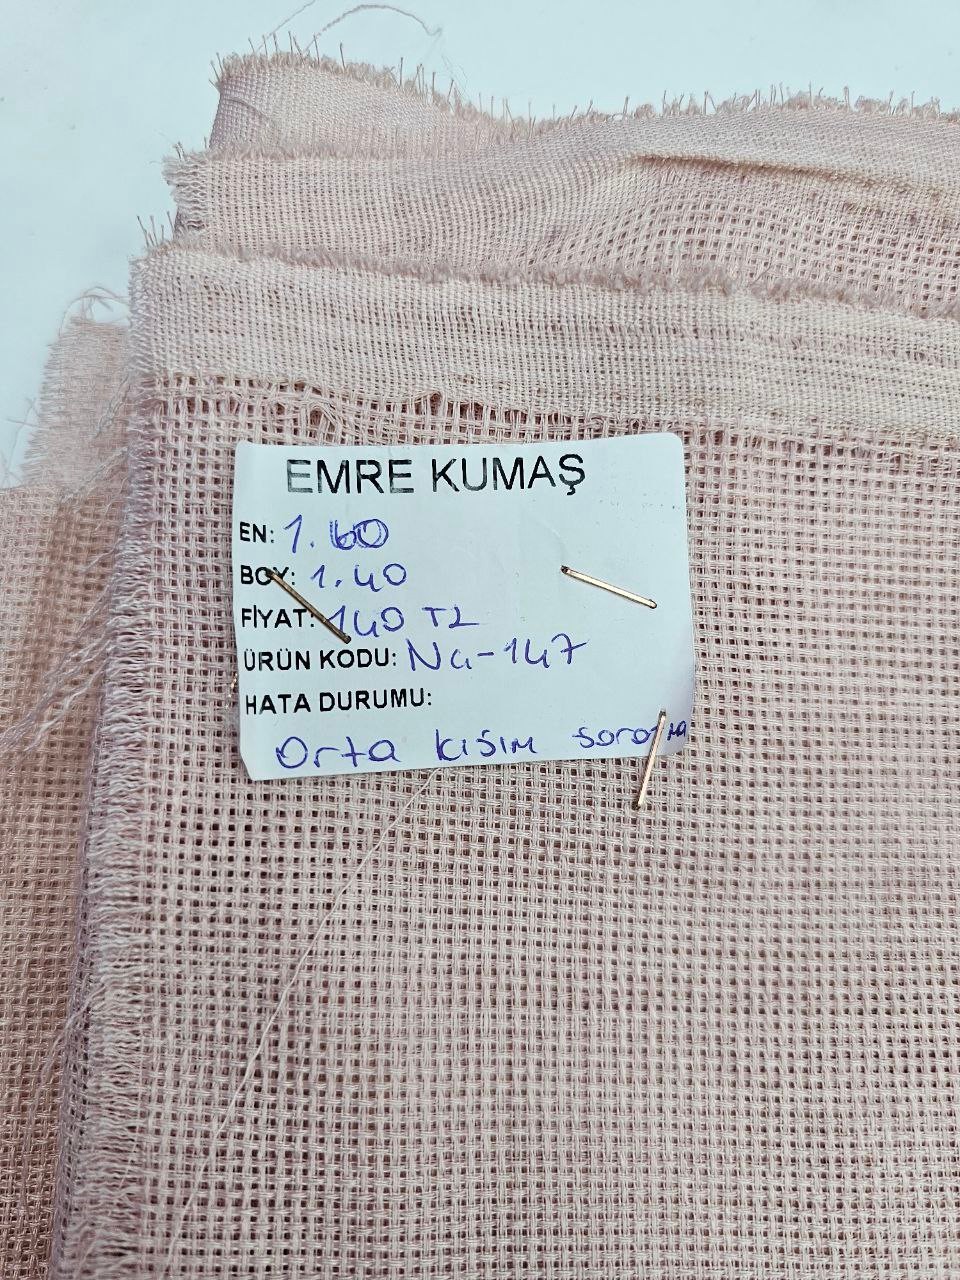 EMRE KUMAŞ
EN: 1.60
BOY: 1.40
FİYAT: 140 TL
ÜRÜN KODU: Na-147
HATA DURUMU:
Orta kısım